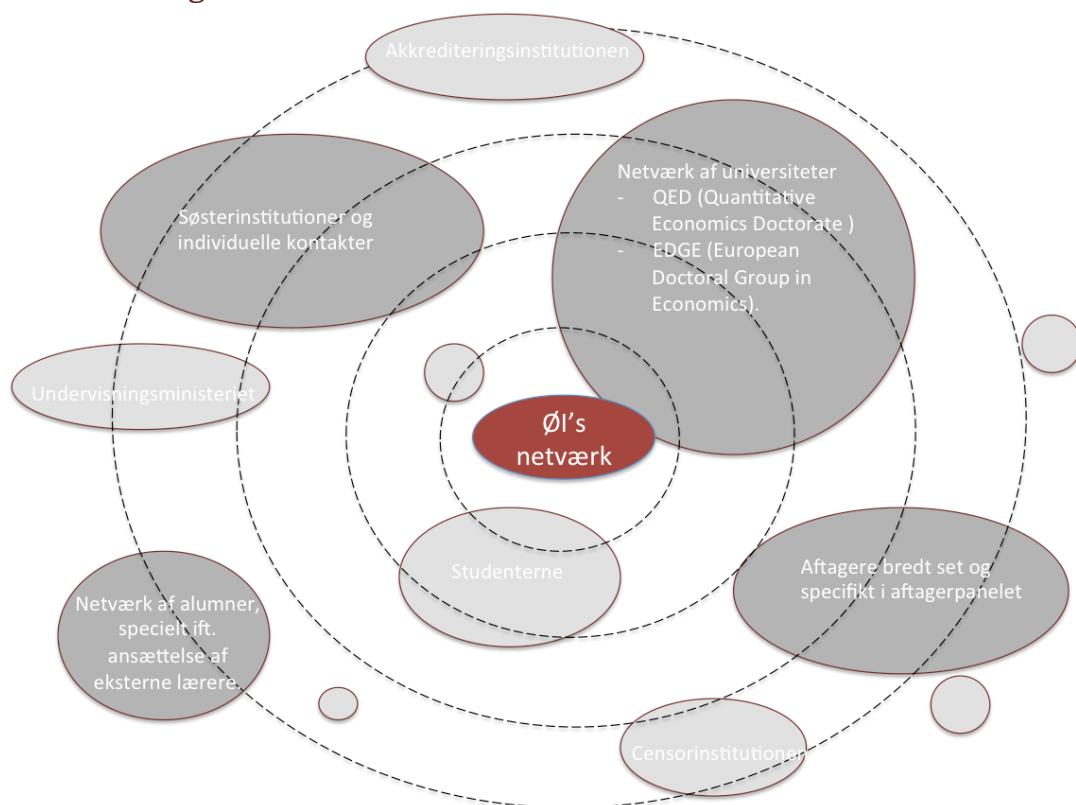 Akkrediteringsinstitutionen
Netværk af universiteter
- QED (Quantitative
Economics Doctorate )
- EDGE (European
Doctoral Group in
Economics).
Søsterinstitutioner og
individuelle kontakter
Undervisningsministeriet
ØI's
netværk
Studenterne
Aftagere bredt set og
specifikt i aftagerpanelet
Netværk af alumner,
specielt ift.
ansættelse af
eksterne lærere.
Censorinstitutionen